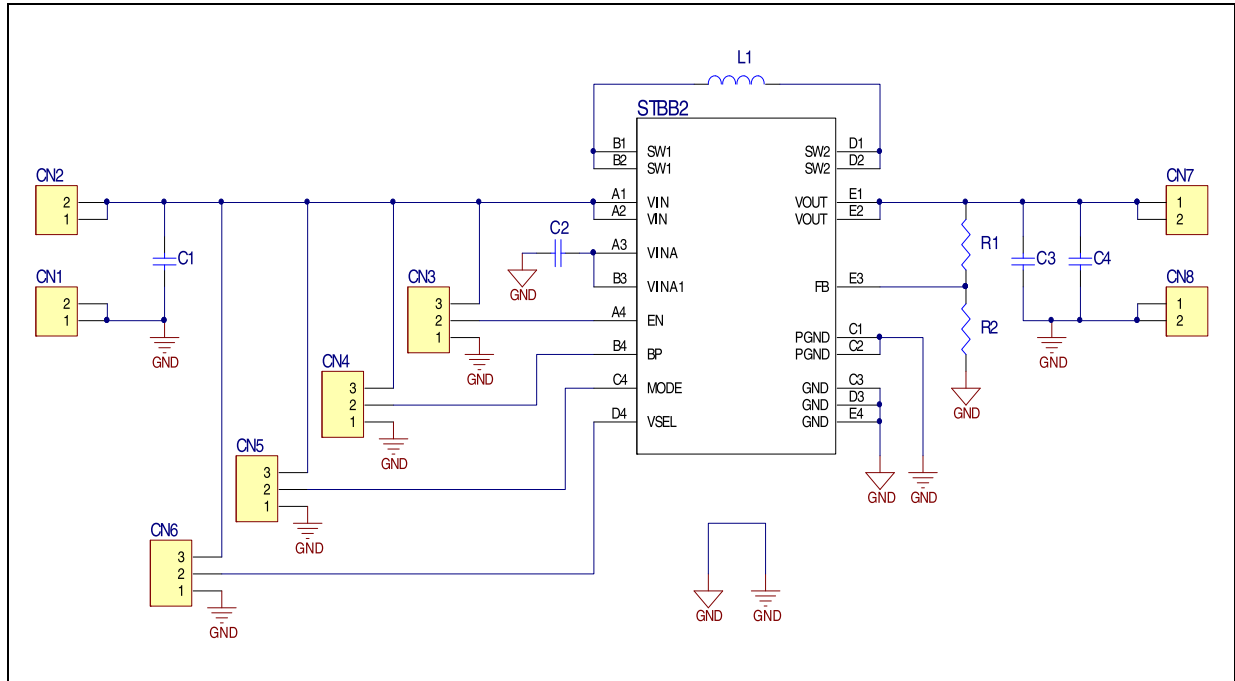 L1
STBB2
B1 SW1 SW2 D1
B2 SW1 SW2 D2
CN2
2
1
A1 VIN VOUT E1
A2 VIN VOUT E2
CN7
1
2
C2
A3 VINA
GND
R1
C1
C3
C4
CN1
2
1
GND
CN3
3
2
1
GND
B3 VINA1 FB E3
A4 EN
CN8
1
2
R2
GND
PGND C1
PGND C2
B4 BP
CN4
3
2
1
GND
C4 MODE GND C3
GND D3
D4 VSEL GND E4
GND
CN5
3
2
1
GND
GND
GND
CN6
3
2
1
GND
GND
GND